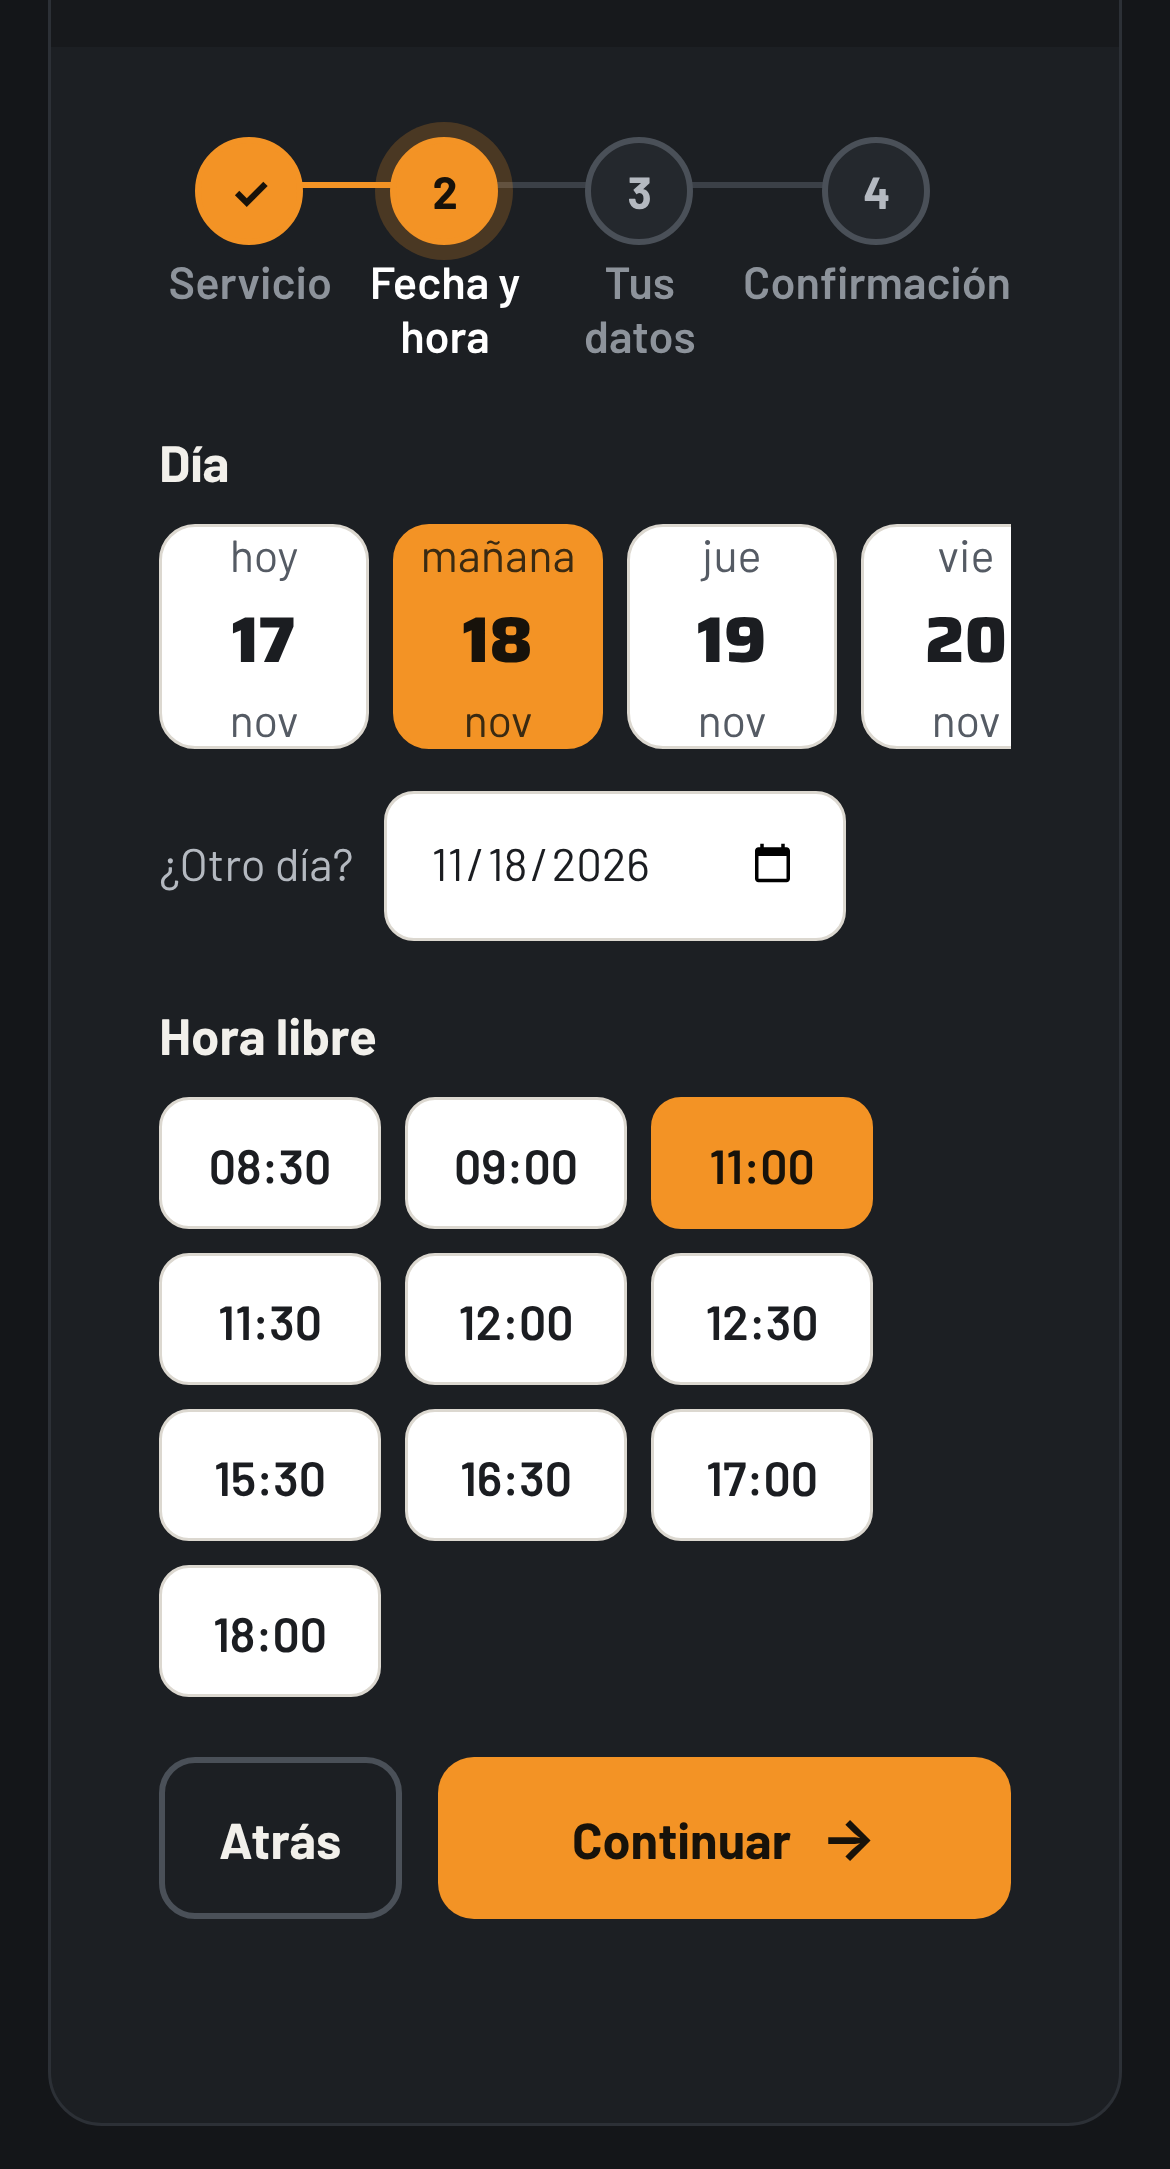 2 3 4
Servicio Fecha y hora Tus datos Confirmación
Día
hoy 17 nov
mañana 18 nov
jue 19 nov
vie 20 nov
¿Otro día? 11/18/2026
Hora libre
08:30 09:00 11:00
11:30 12:00 12:30
15:30 16:30 17:00
18:00
Atrás Continuar →